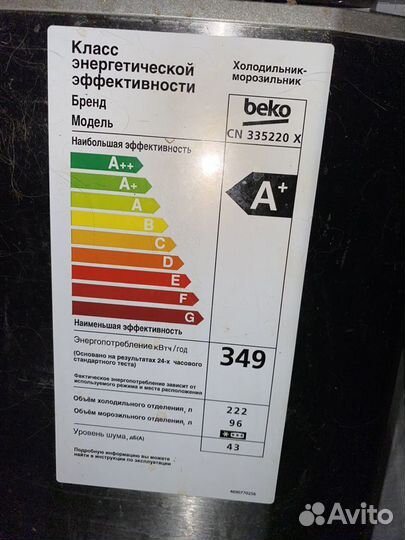 Класс
энергетической
эффективности
Холодильник-
морозильник
Бренд
Модель
beko
CN 335220 X
Наибольшая эффективность
A++
A+
A
B
C
D
E
F
G
A+
Наименьшая эффективность
Энергопотребление кВтч/год
349
(Основано на результатах 24-х часового
стандартного теста)
Фактическое энергопотребление зависит от
используемого режима и места расположения
Объём холодильного отделения, л 222
Объём морозильного отделения, л 96
Уровень шума, дБ(А) 43
Подробную информацию вы можете
найти в инструкции по эксплуатации
4690770256
Avito